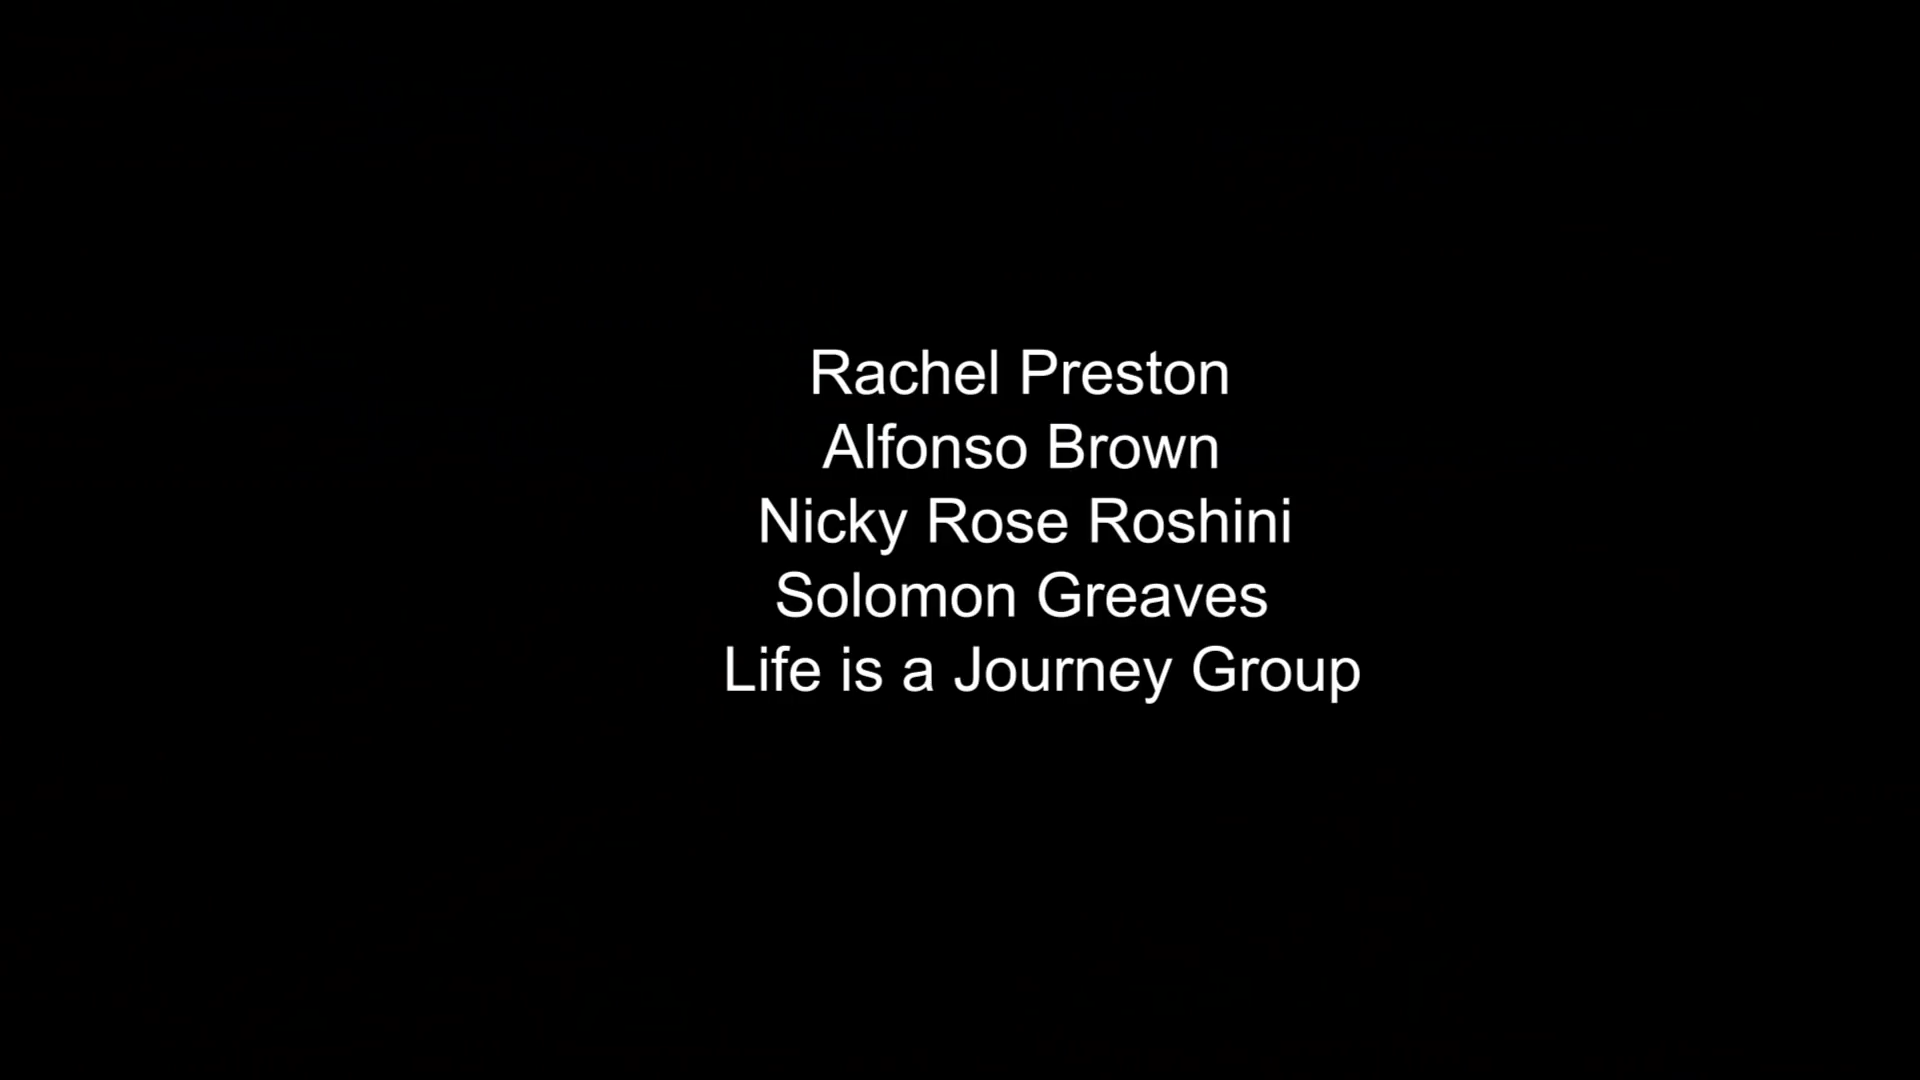 Rachel Preston
Alfonso Brown
Nicky Rose Roshini
Solomon Greaves
Life is a Journey Group